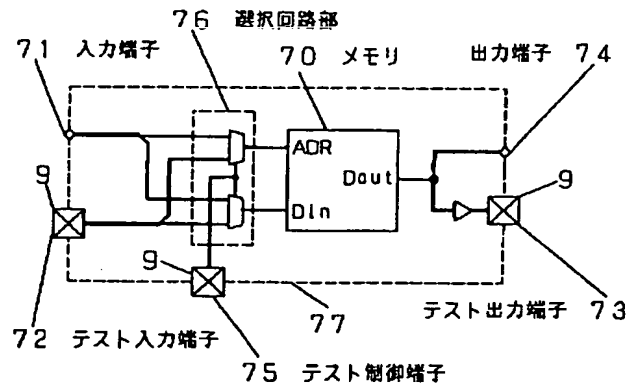 76 選択回路部
71 入力端子
70 メモリ
出力端子 74
ADR
Dout
DIn
9
9
9
77
72 テスト入力端子
テスト出力端子 73
75 テスト制御端子